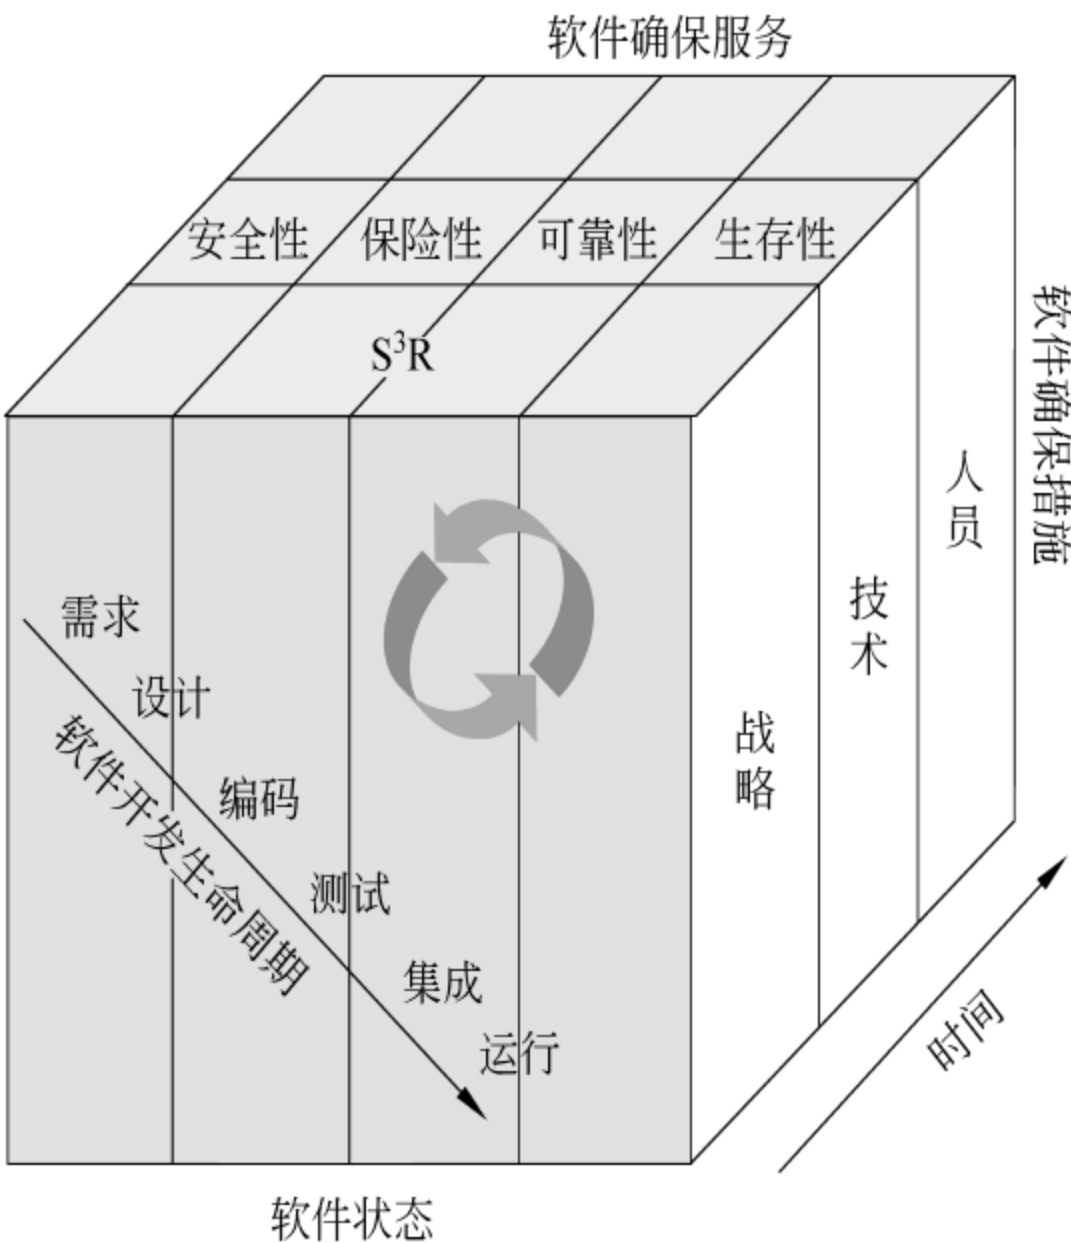 软件确保服务
安全性 保险性 可靠性 生存性
S³R
软件确保措施
人员
技术
战略
需求
设计
编码
测试
集成
运行
软件开发生命周期
时间
软件状态